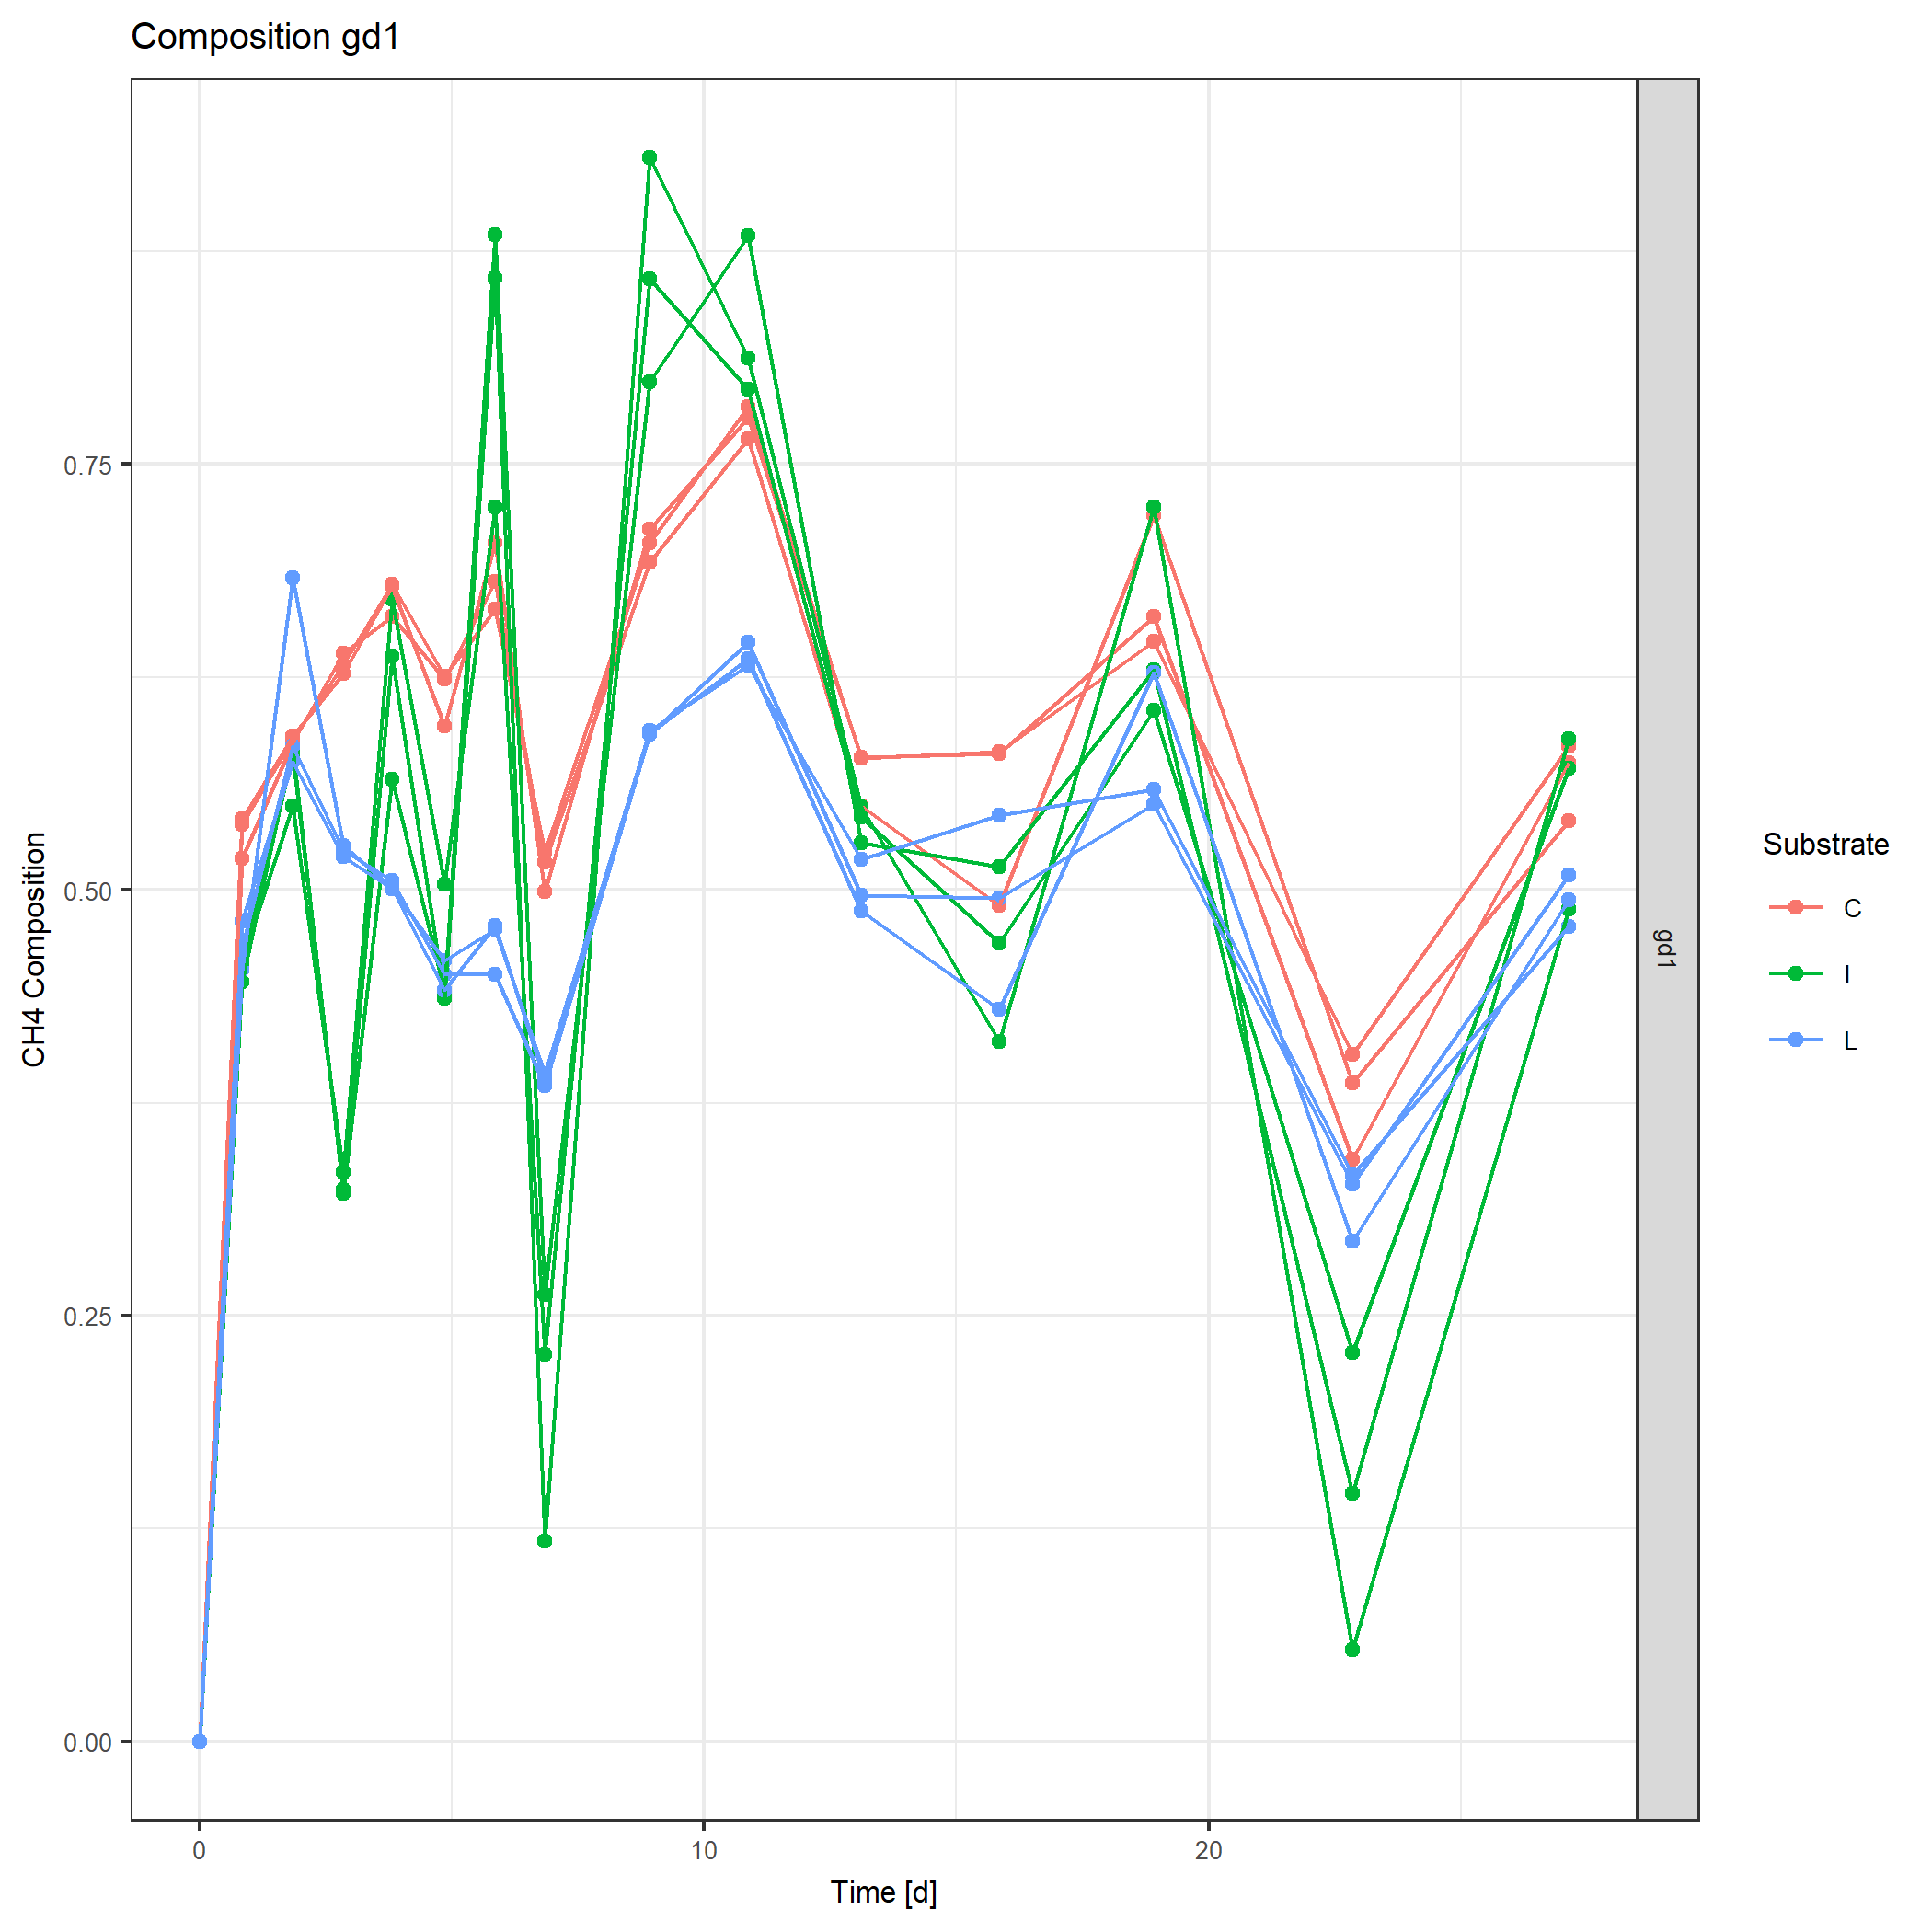 Composition gd1
CH4 Composition
0.75
0.50
0.25
0.00
0
10
20
Time [d]
gd1
Substrate
C
I
L